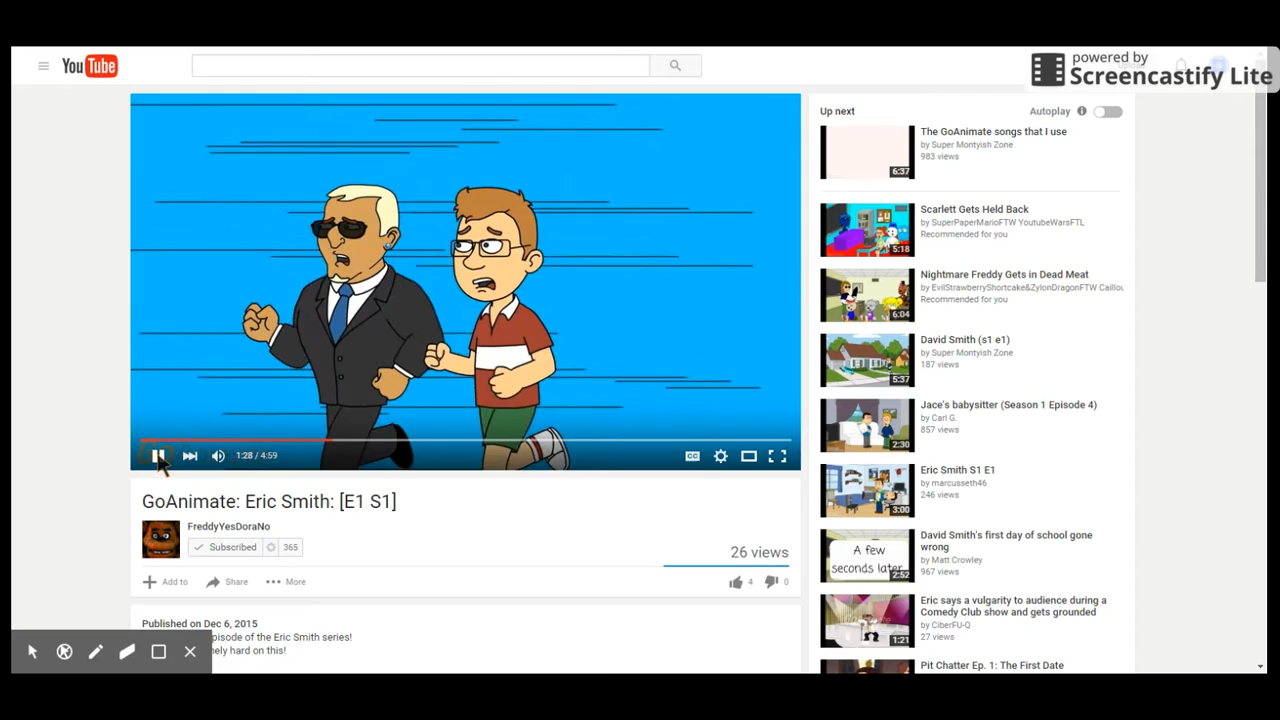 powered by
Screencastify Lite
YouTube
Up next
Autoplay
The GoAnimate songs that I use
by Super Montyish Zone
983 views
6:37
Scarlett Gets Held Back
by SuperPaperMarioFTW YoutubeWarsFTL
Recommended for you
5:18
Nightmare Freddy Gets in Dead Meat
by EvilStrawberryShortcake&ZylonDragonFTW Caillou
Recommended for you
6:04
David Smith (s1 e1)
by Super Montyish Zone
187 views
5:37
Jace's babysitter (Season 1 Episode 4)
by Carl G.
857 views
2:30
Eric Smith S1 E1
by marcusseth46
246 views
3:00
David Smith's first day of school gone
wrong
by Matt Crowley
967 views
A few
seconds later
2:52
Eric says a vulgarity to audience during a
Comedy Club show and gets grounded
by CiberFU-Q
27 views
1:21
Pit Chatter Ep. 1: The First Date
1:28 / 4:59
CC
GoAnimate: Eric Smith: [E1 S1]
FreddyYesDoraNo
Subscribed 365
26 views
Add to Share More
4 0
Published on Dec 6, 2015
pisode of the Eric Smith series!
nely hard on this!